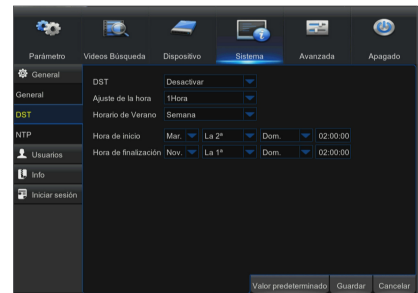 Parámetro Videos Búsqueda Dispositivo Sistema Avanzada Apagado
General
General
DST
NTP
Usuarios
Info
Iniciar sesión
DST Desactivar
Ajuste de la hora 1Hora
Horario de Verano Semana
Hora de inicio Mar. La 2ª Dom. 02:00:00
Hora de finalización Nov. La 1ª Dom. 02:00:00
Valor predeterminado Guardar Cancelar